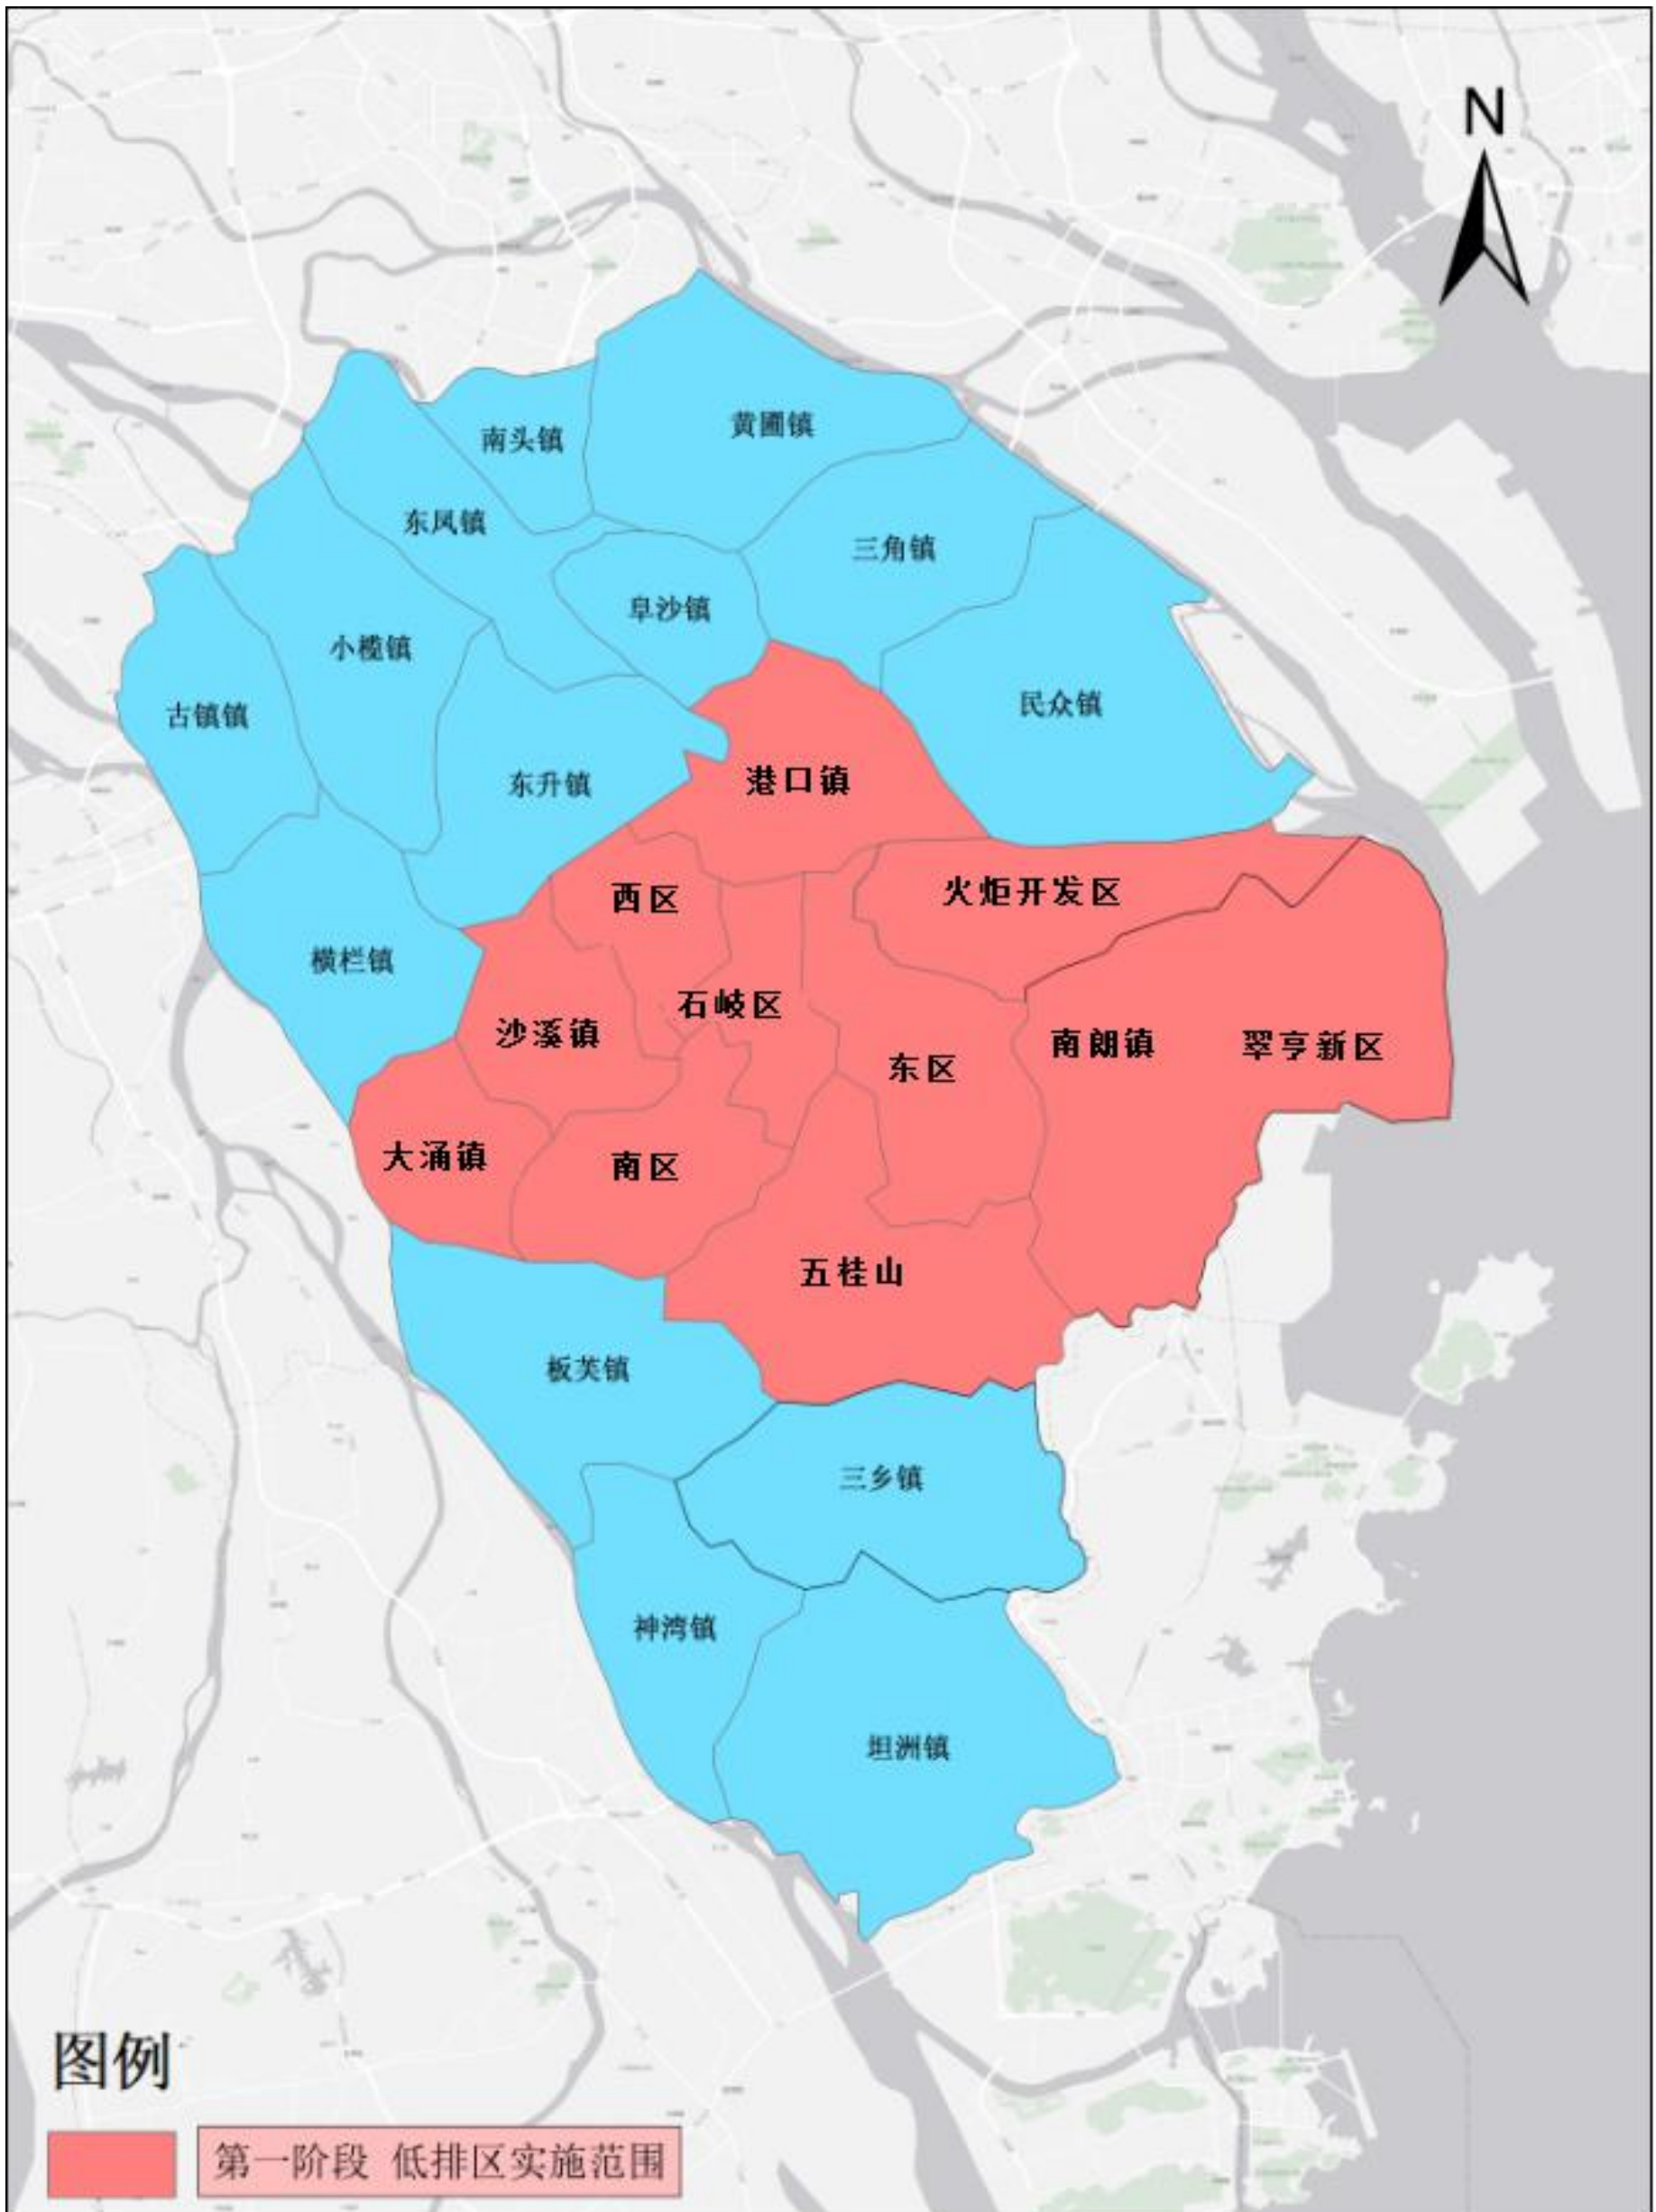 N
南头镇
黄圃镇
东凤镇
三角镇
阜沙镇
小榄镇
古镇镇
民众镇
东升镇
港口镇
西区
火炬开发区
横栏镇
石岐区
沙溪镇
南朗镇
翠亨新区
东区
大涌镇
南区
五桂山
板芙镇
三乡镇
神湾镇
坦洲镇
图例
第一阶段 低排区实施范围